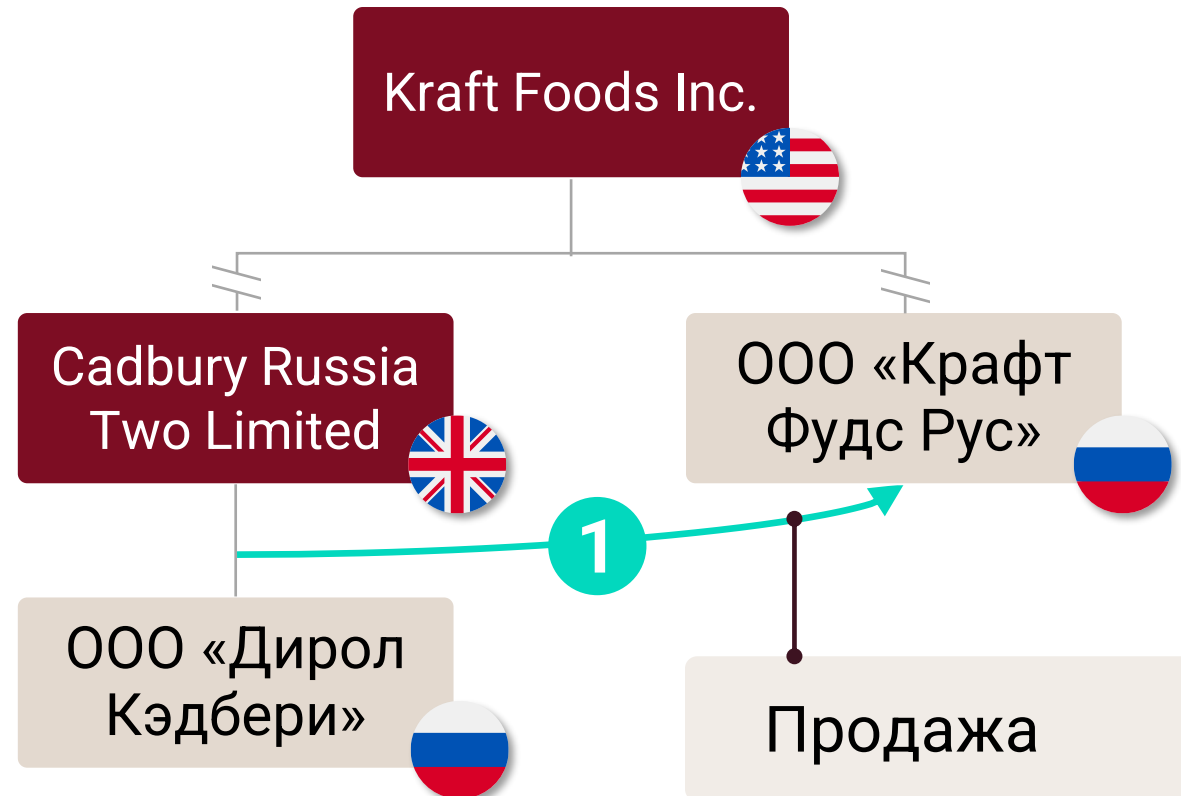 Kraft Foods Inc.
Cadbury Russia
Two Limited
ООО «Крафт
Фудс Рус»
1
ООО «Дирол
Кэдбери»
Продажа